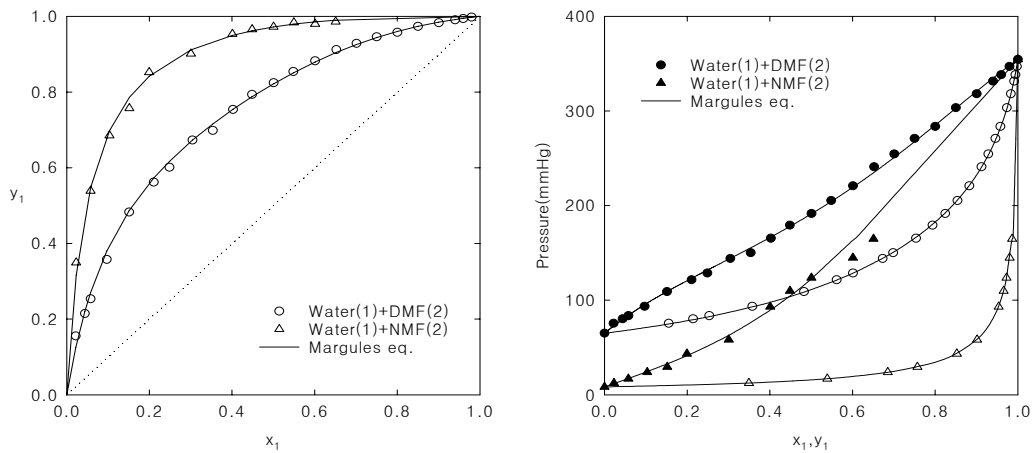 1.0
0.8
0.6
0.4
0.2
0.0
y1
0.0 0.2 0.4 0.6 0.8 1.0
x1
Water(1)+DMF(2)
Water(1)+NMF(2)
Margules eq.
400
300
200
100
0
Pressure(mmHg)
0.0 0.2 0.4 0.6 0.8 1.0
x1,y1
Water(1)+DMF(2)
Water(1)+NMF(2)
Margules eq.